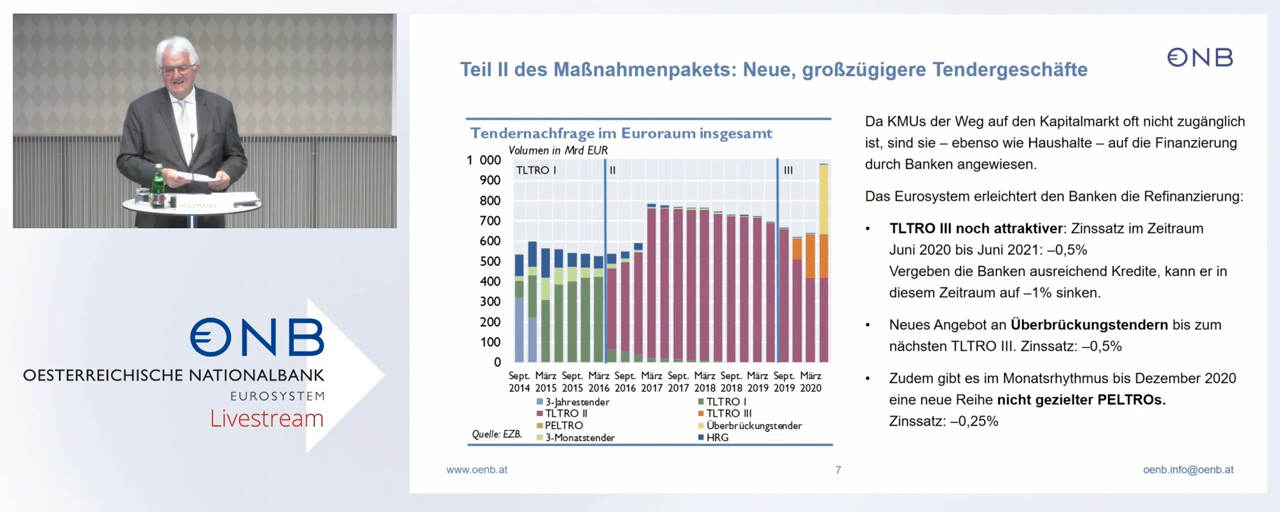 HOLZMANN
ONB
OESTERREICHISCHE NATIONALBANK
EUROSYSTEM
Livestream
€NB
Teil II des Maßnahmenpakets: Neue, großzügigere Tendergeschäfte
Tendernachfrage im Euroraum insgesamt
Volumen in Mrd EUR
1 000
900
800
700
600
500
400
300
200
100
0
TLTRO I
II
III
Sept. März Sept. März Sept. März Sept. März Sept. März Sept. März
2014 2015 2015 2016 2016 2017 2017 2018 2018 2019 2019 2020
3-Jahrestender
TLTRO I
TLTRO II
TLTRO III
PELTRO
Überbrückungstender
3-Monatstender
HRG
Quelle: EZB.
Da KMUs der Weg auf den Kapitalmarkt oft nicht zugänglich
ist, sind sie – ebenso wie Haushalte – auf die Finanzierung
durch Banken angewiesen.
Das Eurosystem erleichtert den Banken die Refinanzierung:
• TLTRO III noch attraktiver: Zinssatz im Zeitraum
Juni 2020 bis Juni 2021: –0,5%
Vergeben die Banken ausreichend Kredite, kann er in
diesem Zeitraum auf –1% sinken.
• Neues Angebot an Überbrückungstendern bis zum
nächsten TLTRO III. Zinssatz: –0,5%
• Zudem gibt es im Monatsrhythmus bis Dezember 2020
eine neue Reihe nicht gezielter PELTROs.
Zinssatz: –0,25%
www.oenb.at
7
oenb.info@oenb.at